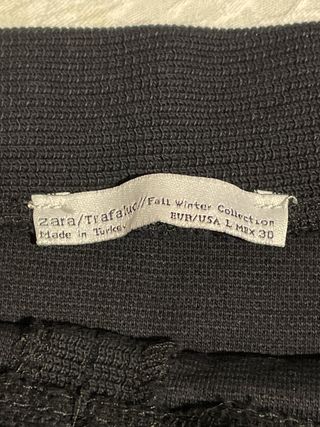 zara/Trafaluc//Fall Winter Collection
Made in Turkey EUR/USA L MEX 30